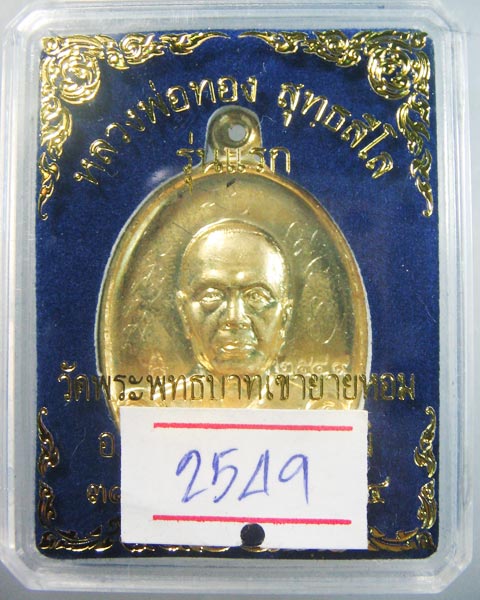 หลวงพ่อทอง สุทธสีโล
รุ่นแรก
วัดพระพุทธบาทเขายายหอม
อ
2549